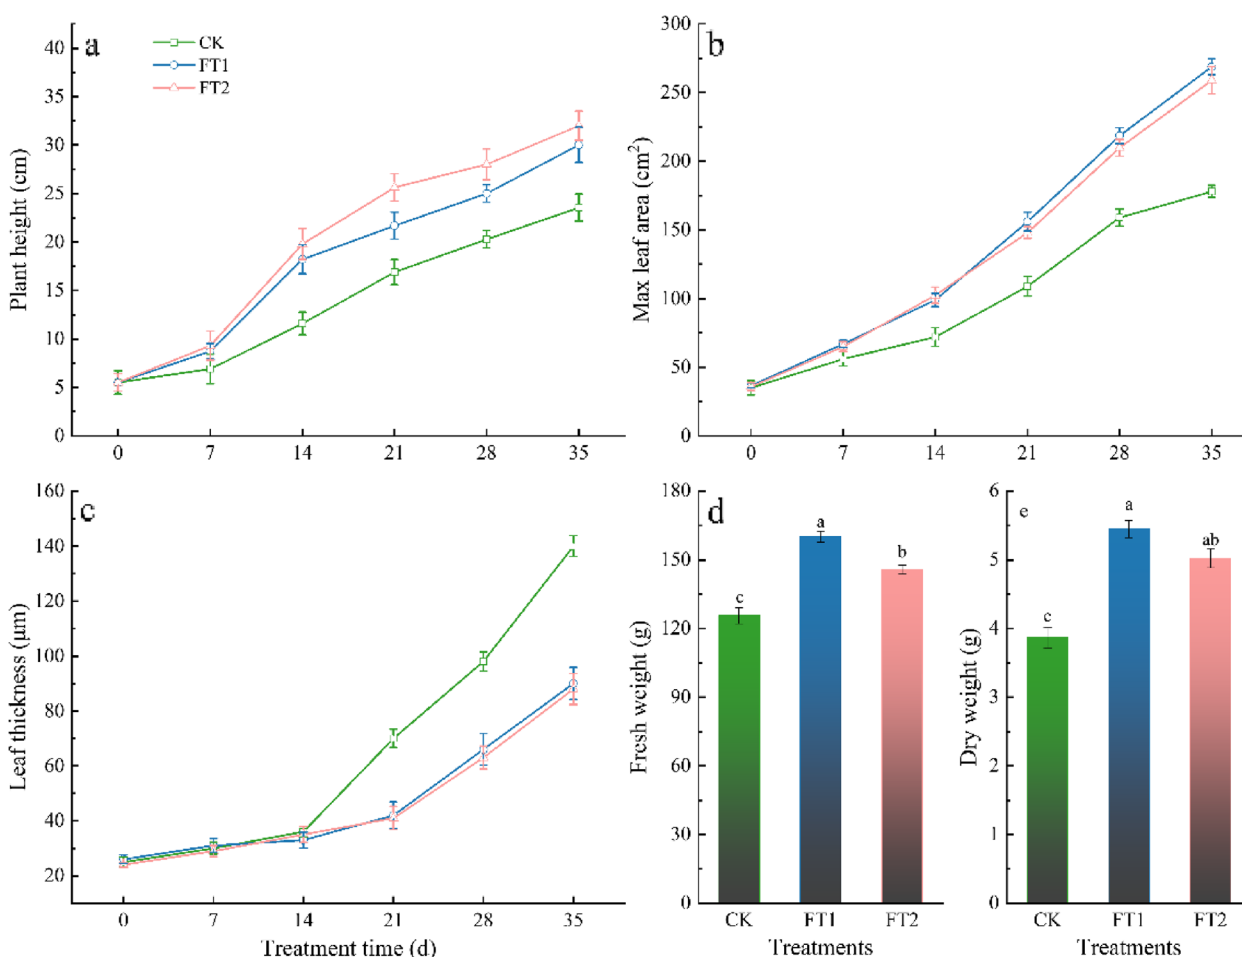 a
CK
FT1
FT2
Plant height (cm)
40
35
30
25
20
15
10
5
0
0 7 14 21 28 35
b
Max leaf area (cm²)
300
250
200
150
100
50
0
0 7 14 21 28 35
c
Leaf thickness (μm)
160
140
120
100
80
60
40
20
0 7 14 21 28 35
Treatment time (d)
d
Fresh weight (g)
180
150
120
90
60
30
0
c
a
b
CK FT1 FT2
Treatments
e
Dry weight (g)
6
5
4
3
2
1
0
c
a
ab
CK FT1 FT2
Treatments